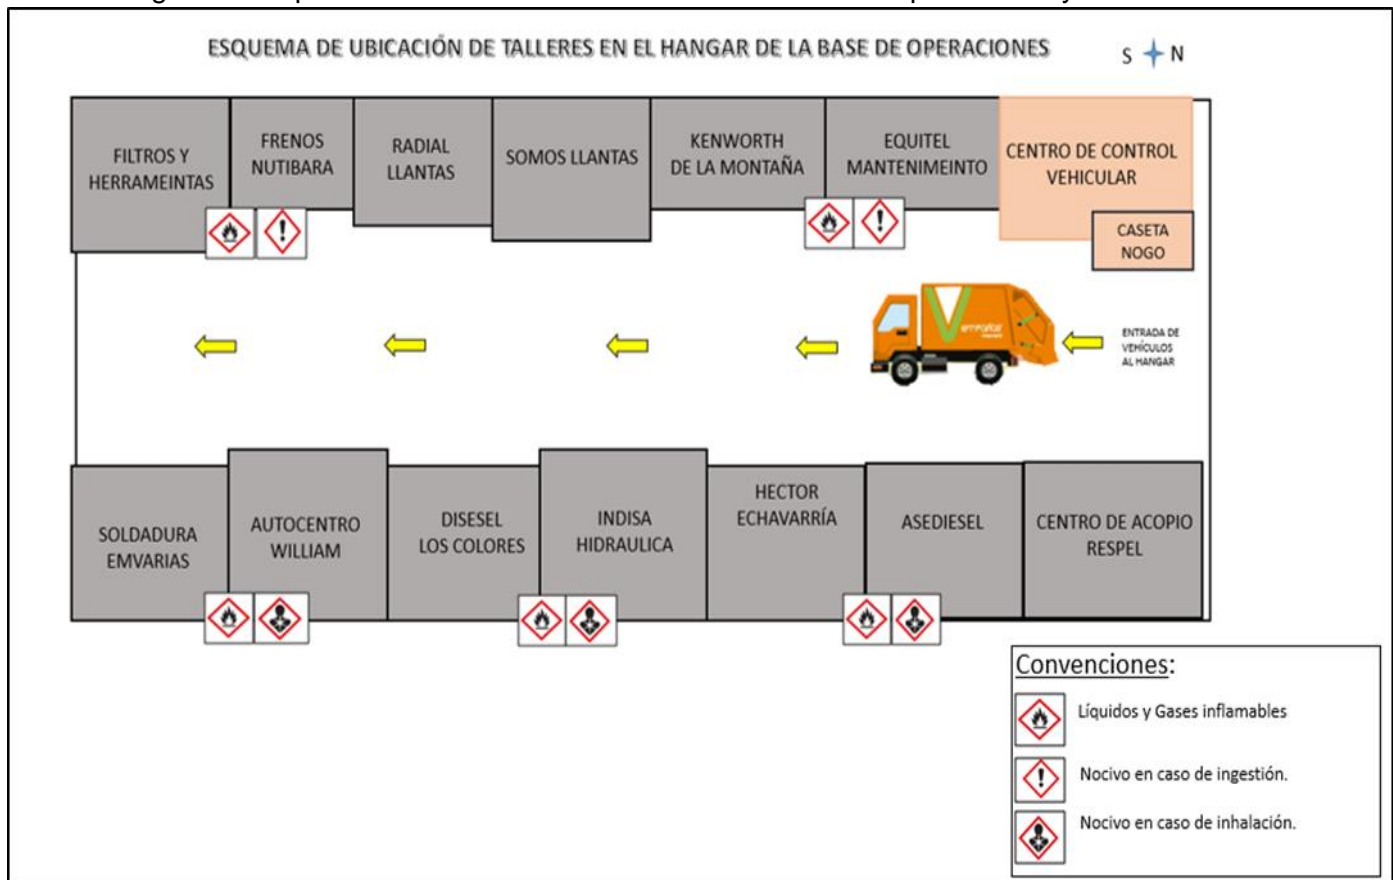 ESQUEMA DE UBICACIÓN DE TALLERES EN EL HANGAR DE LA BASE DE OPERACIONES
S N
FILTROS Y
HERRAMEINTAS
FRENOS
NUTIBARA
RADIAL
LLANTAS
SOMOS LLANTAS
KENWORTH
DE LA MONTAÑA
EQUITEL
MANTENIMEINTO
CENTRO DE CONTROL
VEHICULAR
CASETA
NOGO
emvarias
ENTRADA DE
VEHÍCULOS
AL HANGAR
SOLDADURA
EMVARIAS
AUTOCENTRO
WILLIAM
DISESEL
LOS COLORES
INDISA
HIDRAULICA
HECTOR
ECHAVARRÍA
ASEDIESEL
CENTRO DE ACOPIO
RESPEL
Convenciones:
Líquidos y Gases inflamables
Nocivo en caso de ingestión.
Nocivo en caso de inhalación.